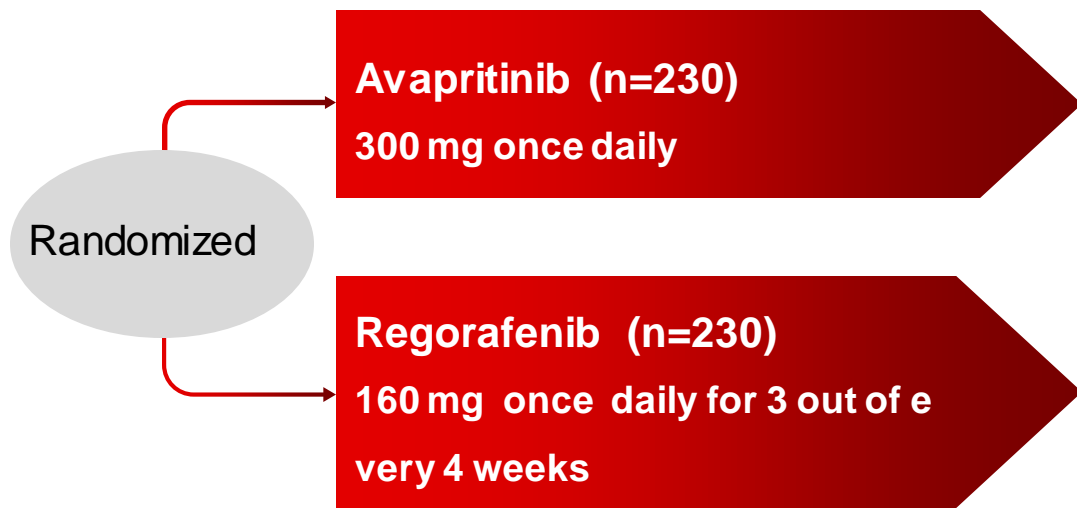 Avapritinib (n=230)
300 mg once daily
Randomized
Regorafenib (n=230)
160 mg once daily for 3 out of e
very 4 weeks